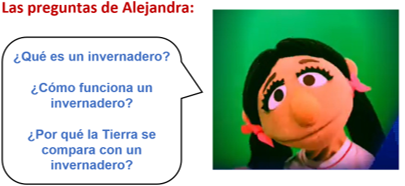 Las preguntas de Alejandra:
¿Qué es un invernadero?
¿Cómo funciona un
invernadero?
¿Por qué la Tierra se
compara con un
invernadero?